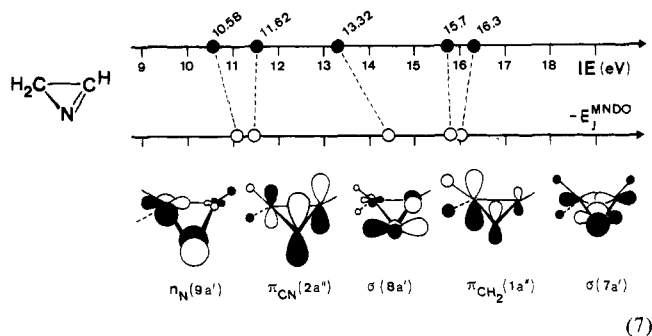 10.58 11.62 13.32 15.7 16.3
9 10 11 12 13 14 15 16 17 18 IE (eV)
H₂C CH
N
-E_J^MNDO
n_N(9a') π_CN(2a") σ(8a') π_CH₂(1a") σ(7a')
(7)